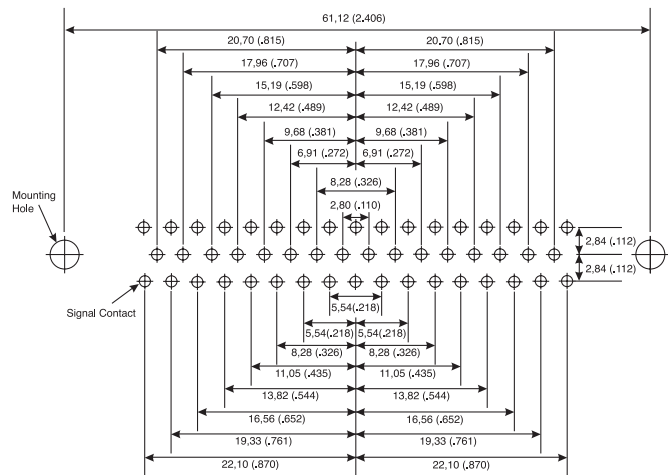 61,12 (2.406)
20,70 (.815) 20,70 (.815)
17,96 (.707) 17,96 (.707)
15,19 (.598) 15,19 (.598)
12,42 (.489) 12,42 (.489)
9,68 (.381) 9,68 (.381)
6,91 (.272) 6,91 (.272)
8,28 (.326)
2,80 (.110)
Mounting
Hole
2,84 (.112)
2,84 (.112)
Signal Contact
5,54(.218)
5,54(.218) 5,54(.218)
8,28 (.326) 8,28 (.326)
11,05 (.435) 11,05 (.435)
13,82 (.544) 13,82 (.544)
16,56 (.652) 16,56 (.652)
19,33 (.761) 19,33 (.761)
22,10 (.870) 22,10 (.870)